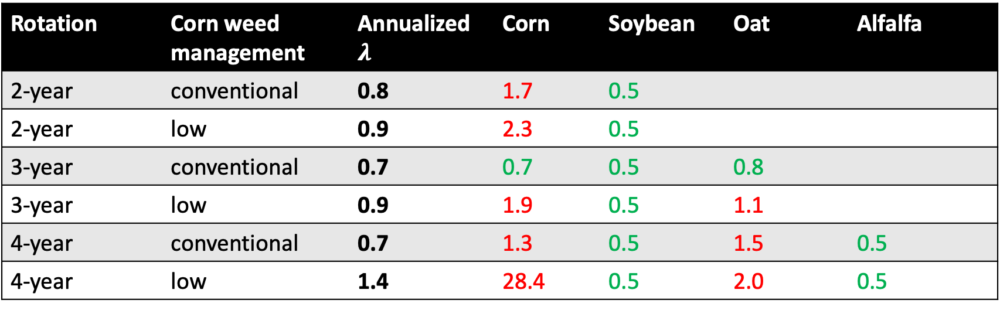 Rotation Corn weed management Annualized λ Corn Soybean Oat Alfalfa
2-year conventional 0.8 1.7 0.5
2-year low 0.9 2.3 0.5
3-year conventional 0.7 0.7 0.5 0.8
3-year low 0.9 1.9 0.5 1.1
4-year conventional 0.7 1.3 0.5 1.5 0.5
4-year low 1.4 28.4 0.5 2.0 0.5